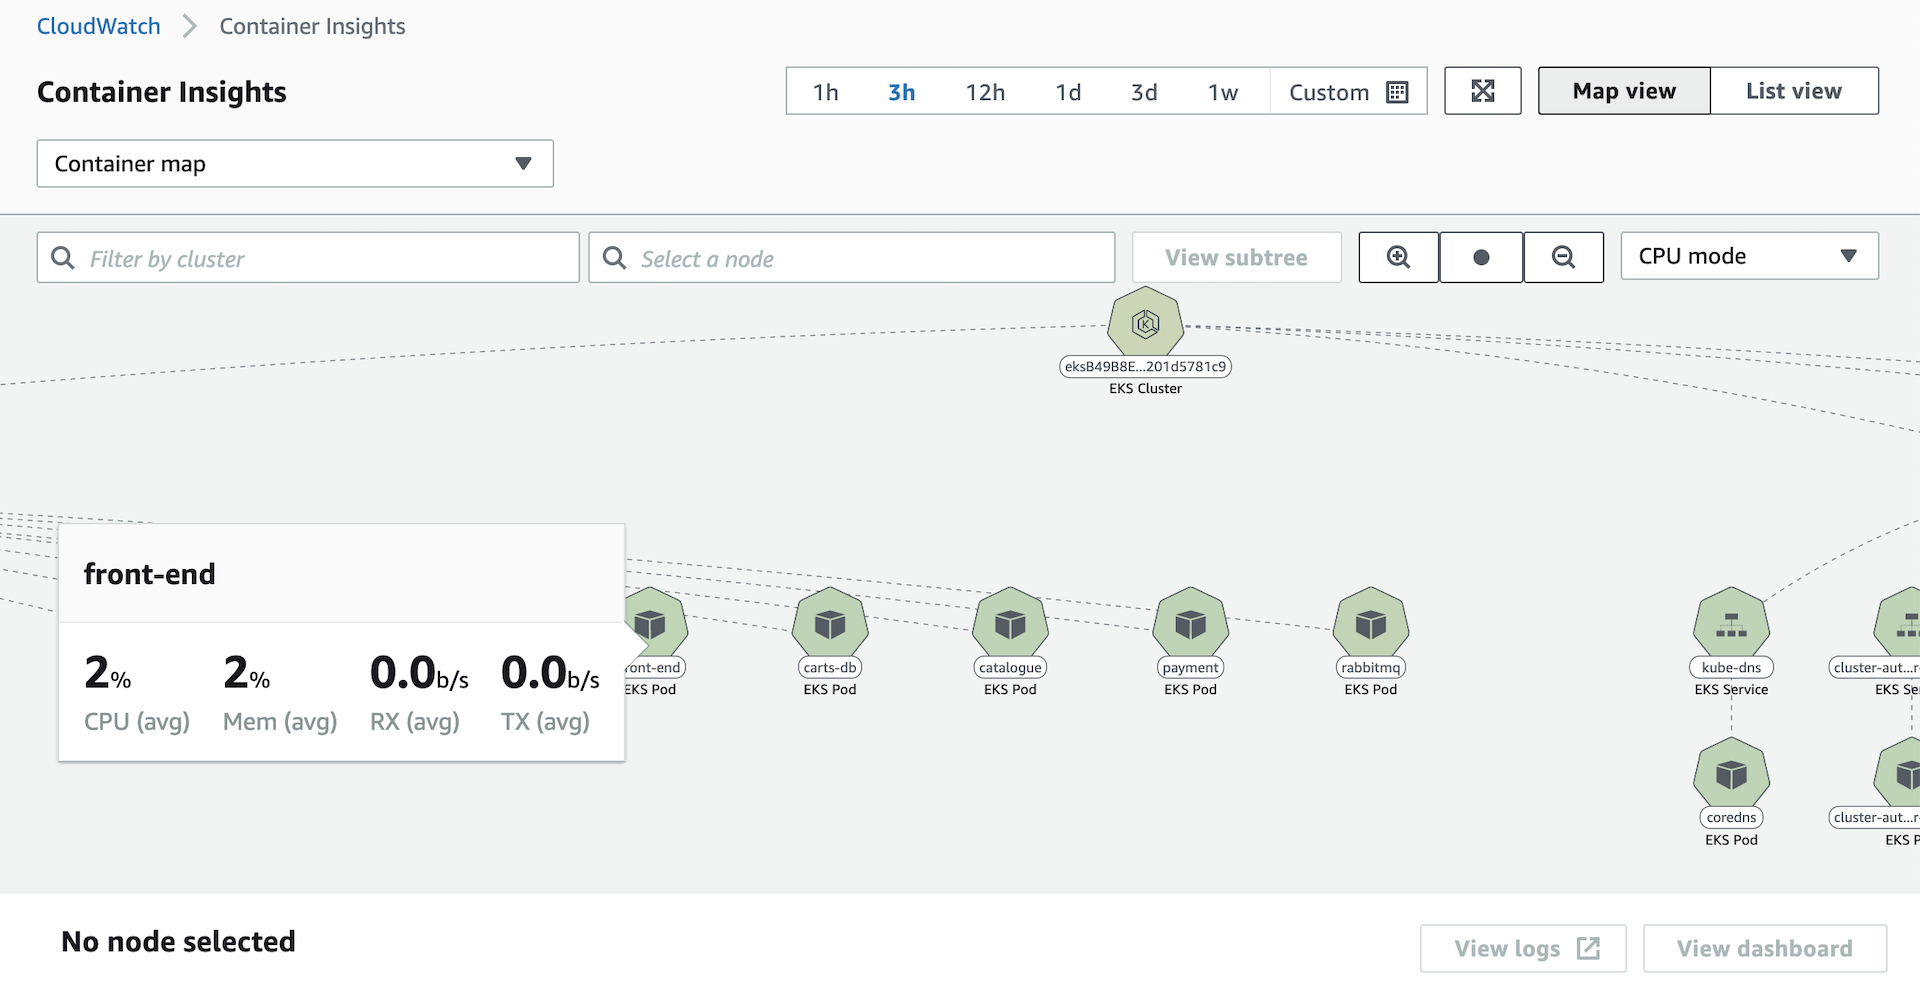 CloudWatch > Container Insights
Container Insights
1h 3h 12h 1d 3d 1w Custom
Map view List view
Container map
Filter by cluster
Select a node
View subtree
CPU mode
eksB49B8E...201d5781c9
EKS Cluster
front-end
2% 2% 0.0b/s 0.0b/s
CPU (avg) Mem (avg) RX (avg) TX (avg)
ront-end carts-db catalogue payment rabbitmq kube-dns cluster-aut...r-
EKS Pod EKS Pod EKS Pod EKS Pod EKS Pod EKS Service EKS Se
coredns cluster-aut...r-
EKS Pod EKS P
No node selected
View logs View dashboard